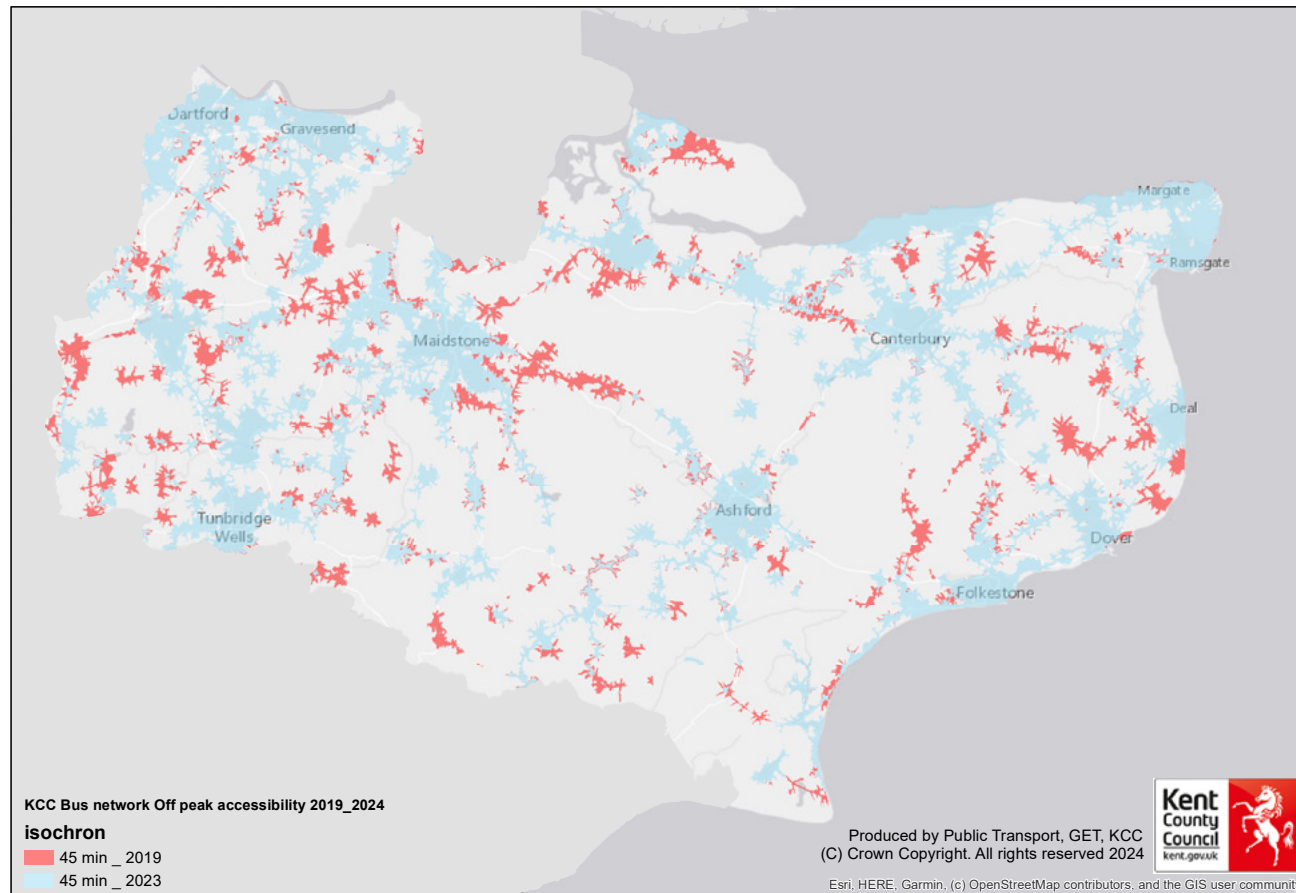 Dartford
Gravesend
Margate
Ramsgate
Maidstone
Canterbury
Deal
Ashford
Tunbridge
Wells
Dover
Folkestone
KCC Bus network Off peak accessibility 2019_2024
isochron
45 min _ 2019
45 min _ 2023
Produced by Public Transport, GET, KCC
(C) Crown Copyright. All rights reserved 2024
Kent
County
Council
kent.gov.uk
Esri, HERE, Garmin, (c) OpenStreetMap contributors, and the GIS user community